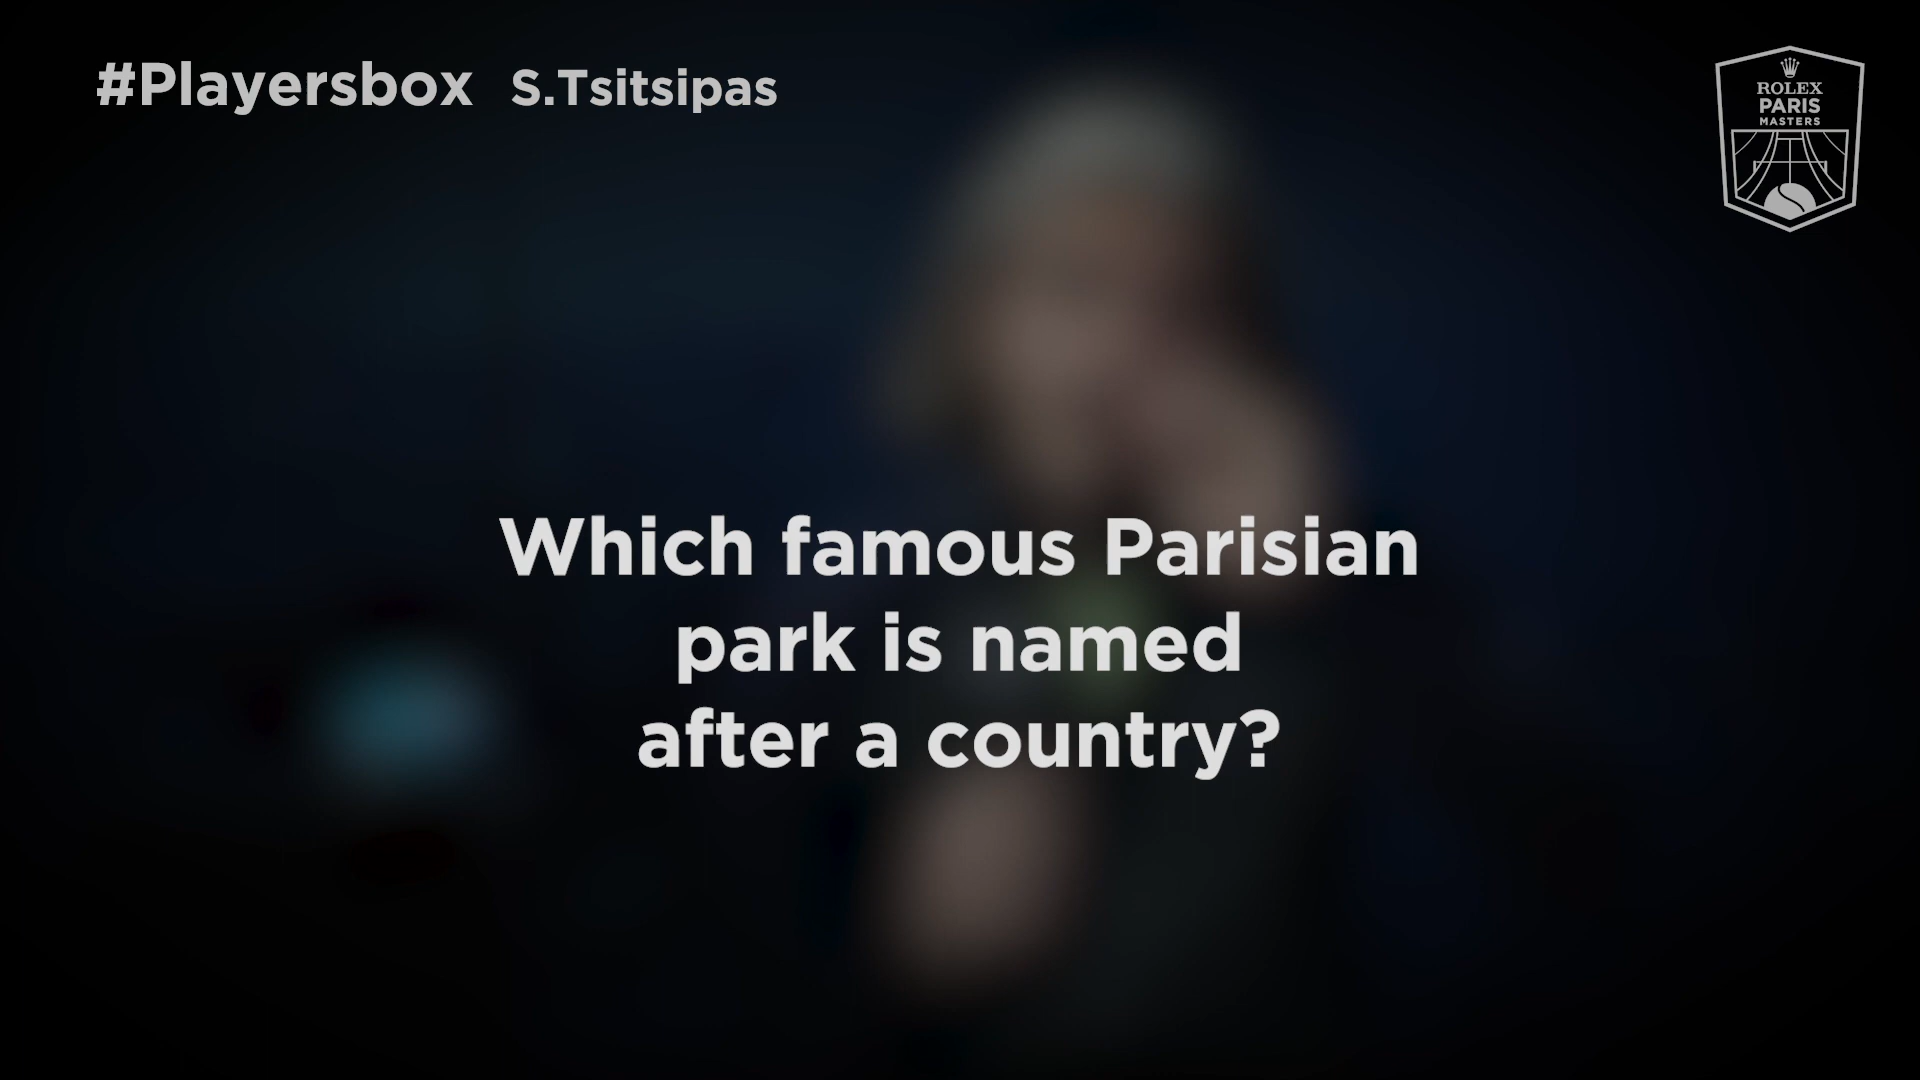 #Playersbox S.Tsitsipas
ROLEX
PARIS
MASTERS
Which famous Parisian
park is named
after a country?